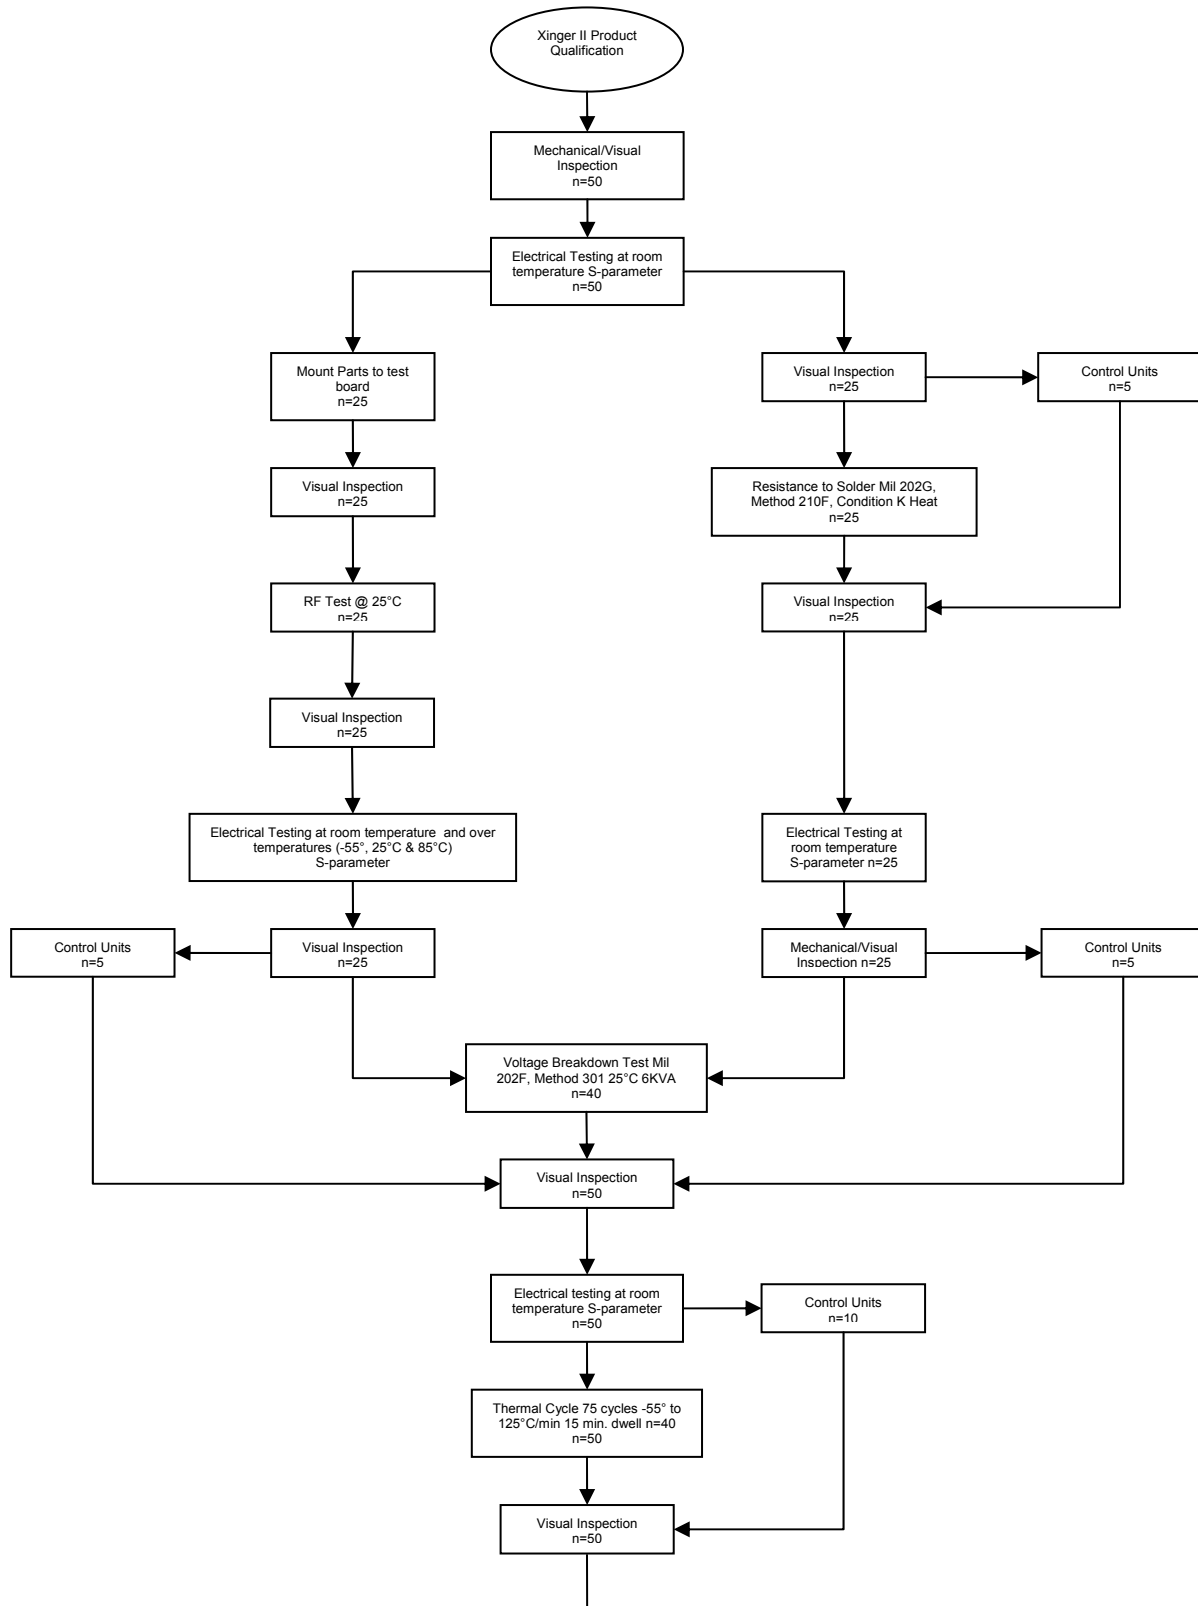 Xinger II Product
Qualification
Mechanical/Visual
Inspection
n=50
Electrical Testing at room
temperature S-parameter
n=50
Mount Parts to test
board
n=25
Visual Inspection
n=25
Control Units
n=5
Visual Inspection
n=25
Resistance to Solder Mil 202G,
Method 210F, Condition K Heat
n=25
RF Test @ 25°C
n=25
Visual Inspection
n=25
Visual Inspection
n=25
Electrical Testing at room temperature and over
temperatures (-55°, 25°C & 85°C)
S-parameter
Electrical Testing at
room temperature
S-parameter n=25
Control Units
n=5
Visual Inspection
n=25
Mechanical/Visual
Inspection n=25
Control Units
n=5
Voltage Breakdown Test Mil
202F, Method 301 25°C 6KVA
n=40
Visual Inspection
n=50
Electrical testing at room
temperature S-parameter
n=50
Control Units
n=10
Thermal Cycle 75 cycles -55° to
125°C/min 15 min. dwell n=40
n=50
Visual Inspection
n=50